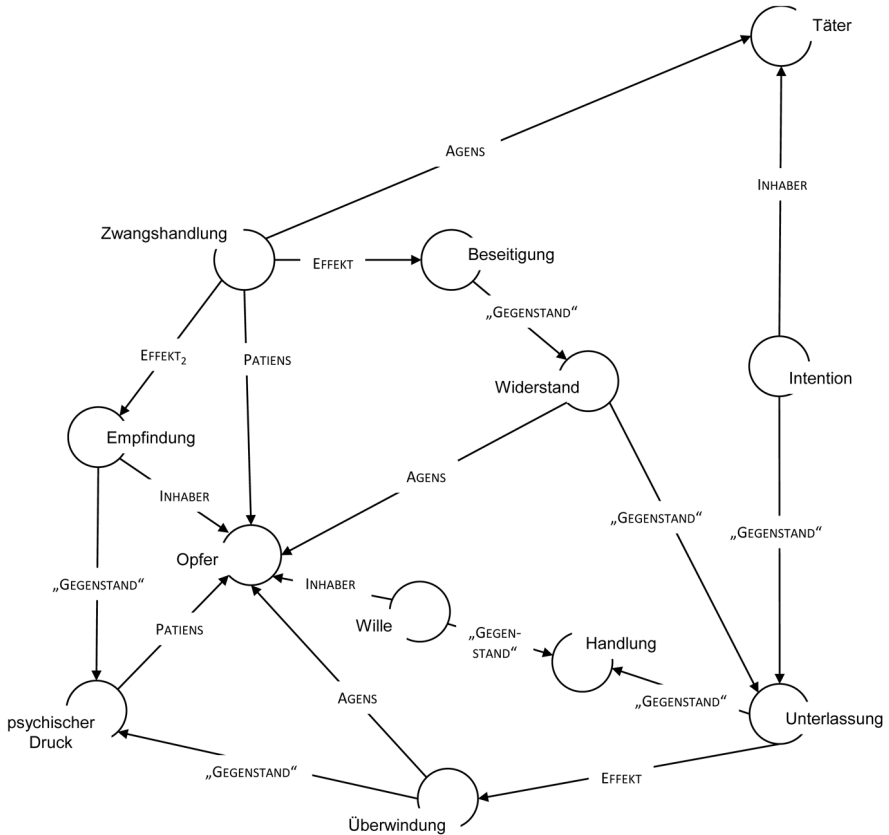 Täter
AGENS
INHABER
Zwangshandlung
Beseitigung
EFFEKT
„GEGENSTAND“
EFFEKT2
PATIENS
Widerstand
Intention
Empfindung
AGENS
INHABER
„GEGENSTAND“
„GEGENSTAND“
Opfer
„GEGENSTAND“
INHABER
Wille
PATIENS
„GEGEN-
STAND“
Handlung
AGENS
„GEGENSTAND“
psychischer
Druck
Unterlassung
„GEGENSTAND“
EFFEKT
Überwindung